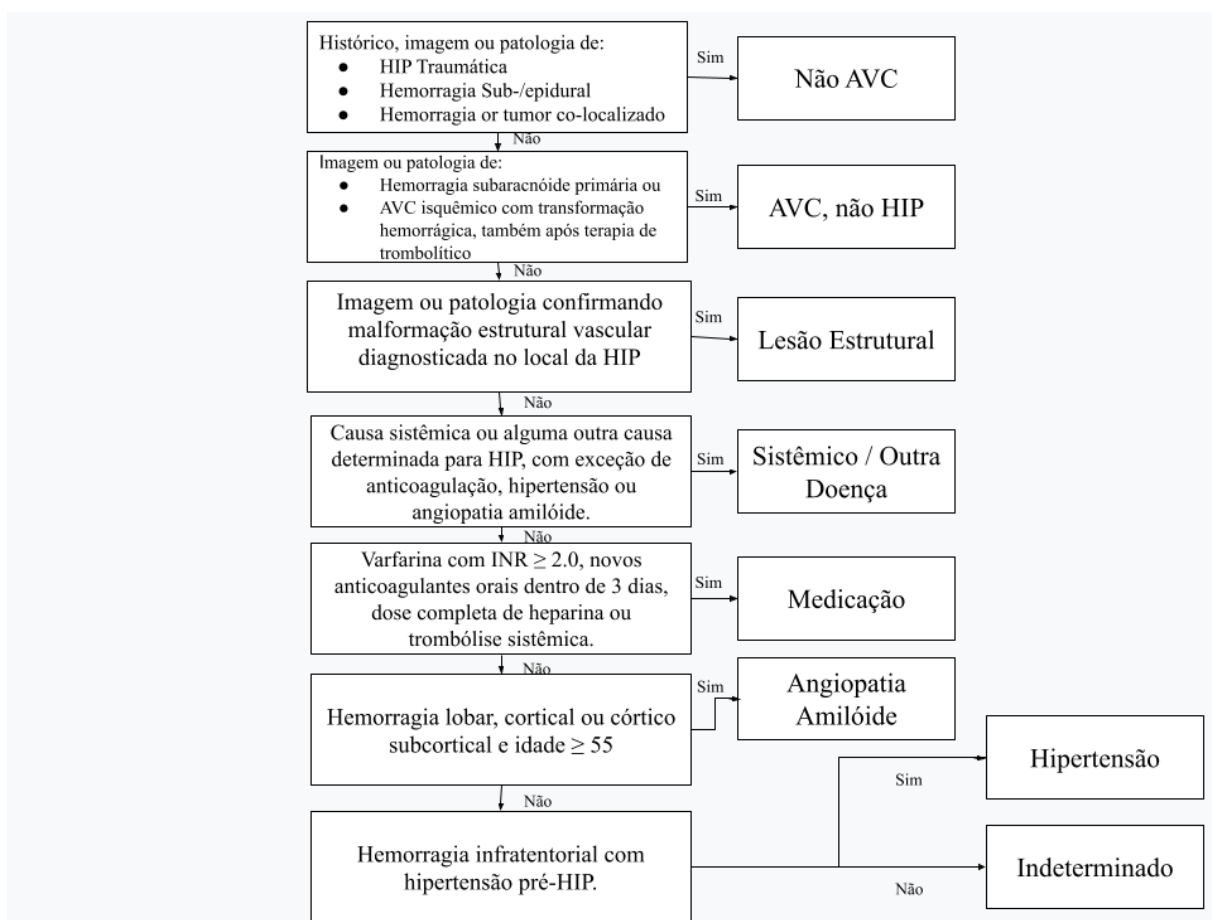 Histórico, imagem ou patologia de:
● HIP Traumática
● Hemorragia Sub-/epidural
● Hemorragia or tumor co-localizado
Sim
Não AVC
Não
Imagem ou patologia de:
● Hemorragia subaracnóide primária ou
● AVC isquêmico com transformação
hemorrágica, também após terapia de
trombolítico
Sim
AVC, não HIP
Não
Imagem ou patologia confirmando
malformação estrutural vascular
diagnosticada no local da HIP
Sim
Lesão Estrutural
Não
Causa sistêmica ou alguma outra causa
determinada para HIP, com exceção de
anticoagulação, hipertensão ou
angiopatia amilóide.
Sim
Sistêmico / Outra
Doença
Não
Varfarina com INR ≥ 2.0, novos
anticoagulantes orais dentro de 3 dias,
dose completa de heparina ou
trombólise sistêmica.
Sim
Medicação
Não
Hemorragia lobar, cortical ou córtico
subcortical e idade ≥ 55
Sim
Angiopatia
Amilóide
Não
Hemorragia infratentorial com
hipertensão pré-HIP.
Sim
Hipertensão
Não
Indeterminado